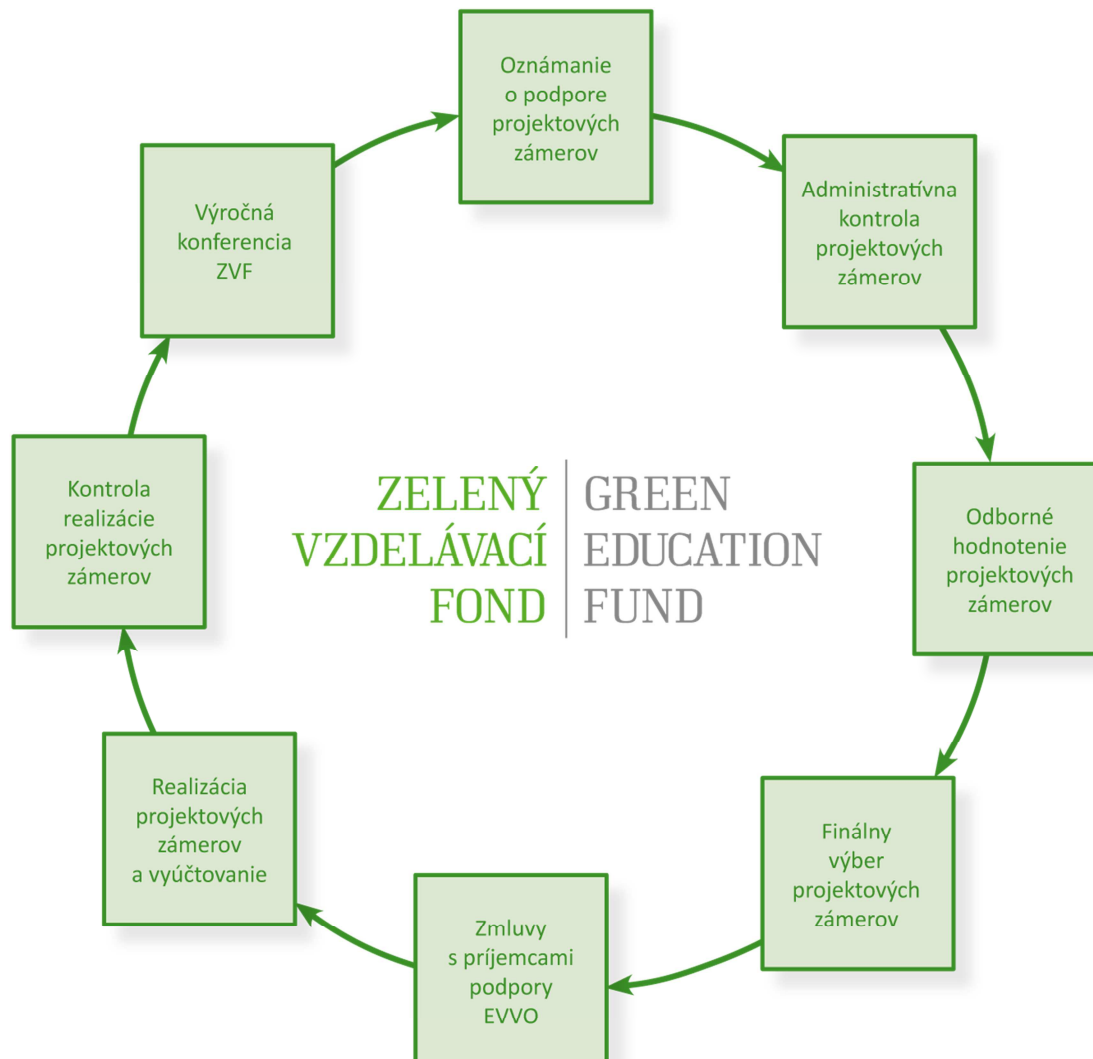 Oznámanie
o podpore
projektových
zámerov
Administratívna
kontrola
projektových
zámerov
Odborné
hodnotenie
projektových
zámerov
Finálny
výber
projektových
zámerov
Zmluvy
s príjemcami
podpory
EVVO
Realizácia
projektových
zámerov
a vyúčtovanie
Kontrola
realizácie
projektových
zámerov
Výročná
konferencia
ZVF
ZELENÝ
VZDELÁVACÍ
FOND
GREEN
EDUCATION
FUND